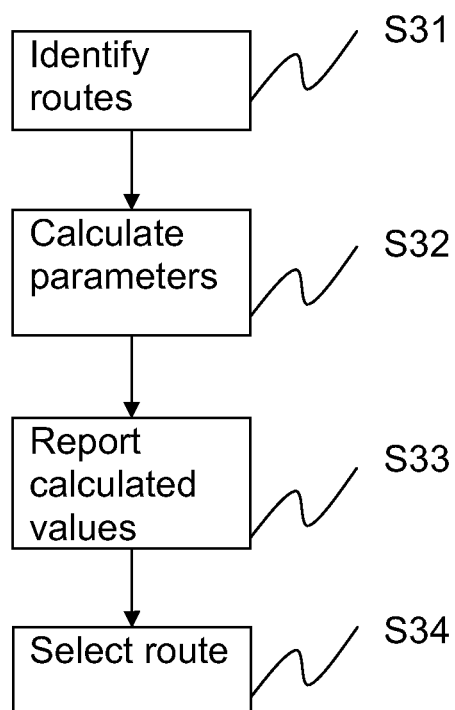 Identify
routes
S31
Calculate
parameters
S32
Report
calculated
values
S33
Select route
S34